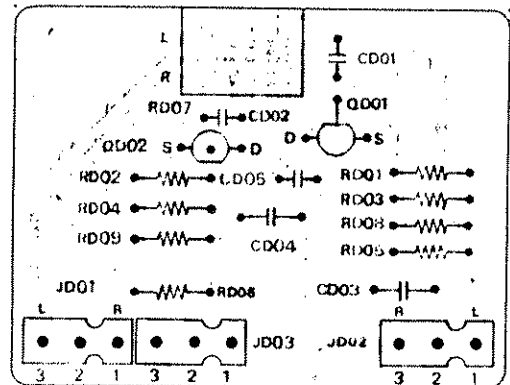 L
CD01
R
RD07
CD02
QD01
QD02 S D
D S
RD02
CD05
RD01
RD04
RD03
RD09
CD04
RD08
RD05
JD01
RD06
CD03
L R
R L
JD03
JD02
3 2 1
3 2 1
3 2 1